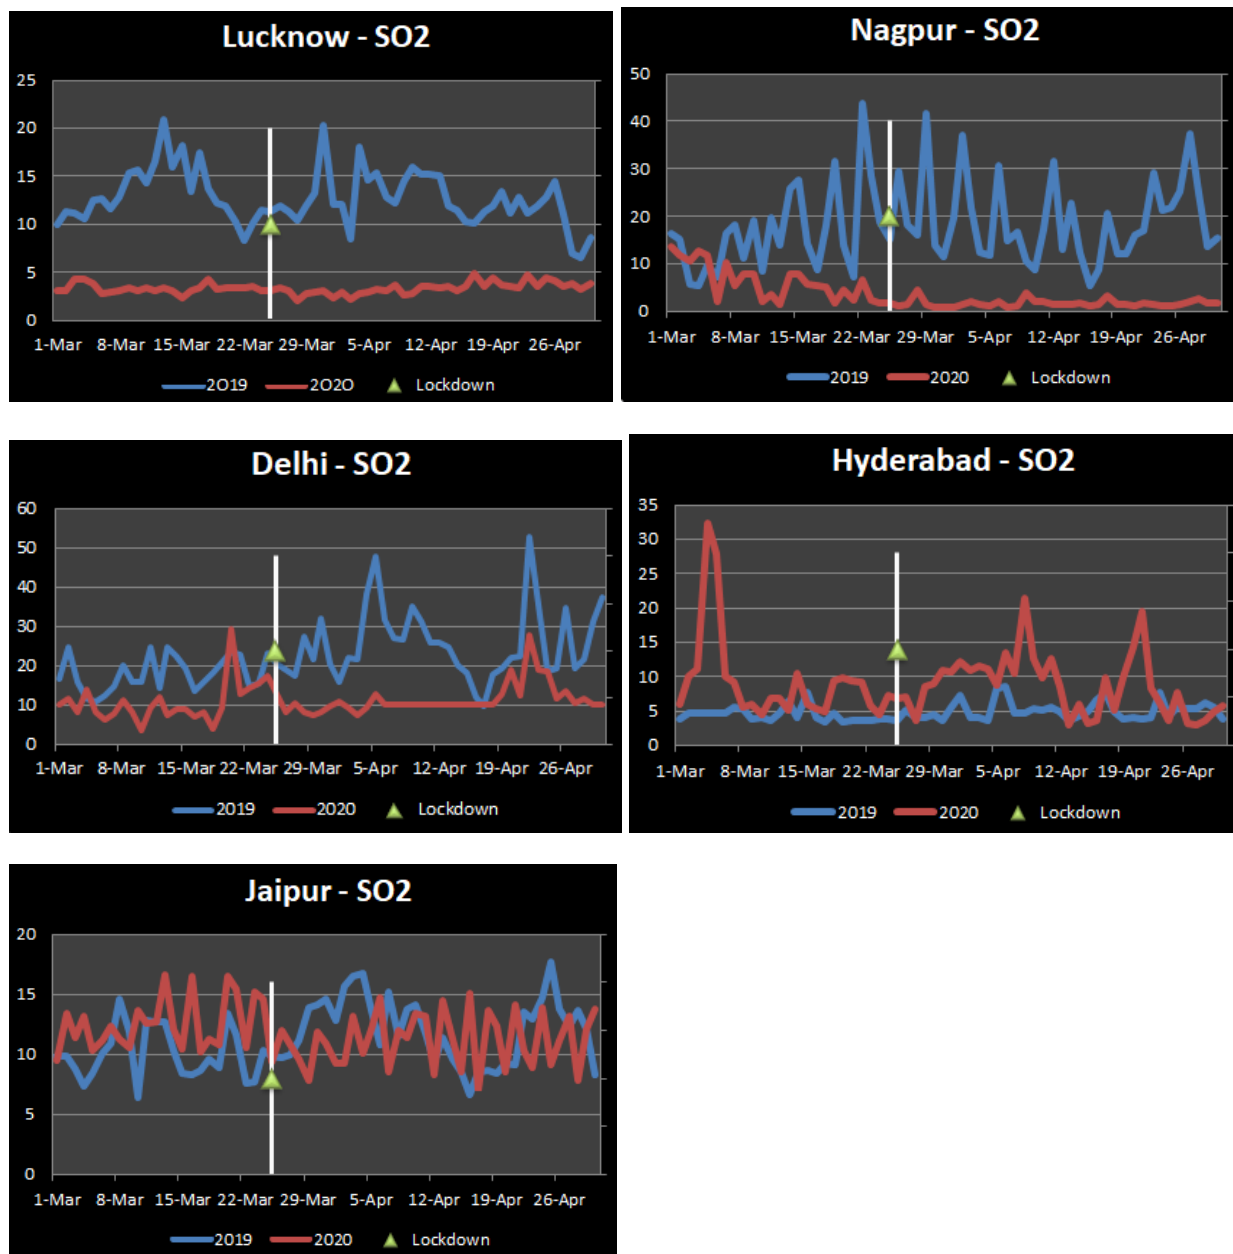 Lucknow - SO2
25
20
15
10
5
0
1-Mar 8-Mar 15-Mar 22-Mar 29-Mar 5-Apr 12-Apr 19-Apr 26-Apr
2O19 2O2O Lockdown
Nagpur - SO2
50
40
30
20
10
0
1-Mar 8-Mar 15-Mar 22-Mar 29-Mar 5-Apr 12-Apr 19-Apr 26-Apr
2019 2020 Lockdown
Delhi - SO2
60
50
40
30
20
10
0
1-Mar 8-Mar 15-Mar 22-Mar 29-Mar 5-Apr 12-Apr 19-Apr 26-Apr
2019 2020 Lockdown
Hyderabad - SO2
35
30
25
20
15
10
5
0
1-Mar 8-Mar 15-Mar 22-Mar 29-Mar 5-Apr 12-Apr 19-Apr 26-Apr
2019 2020 Lockdown
Jaipur - SO2
20
15
10
5
0
1-Mar 8-Mar 15-Mar 22-Mar 29-Mar 5-Apr 12-Apr 19-Apr 26-Apr
2019 2020 Lockdown